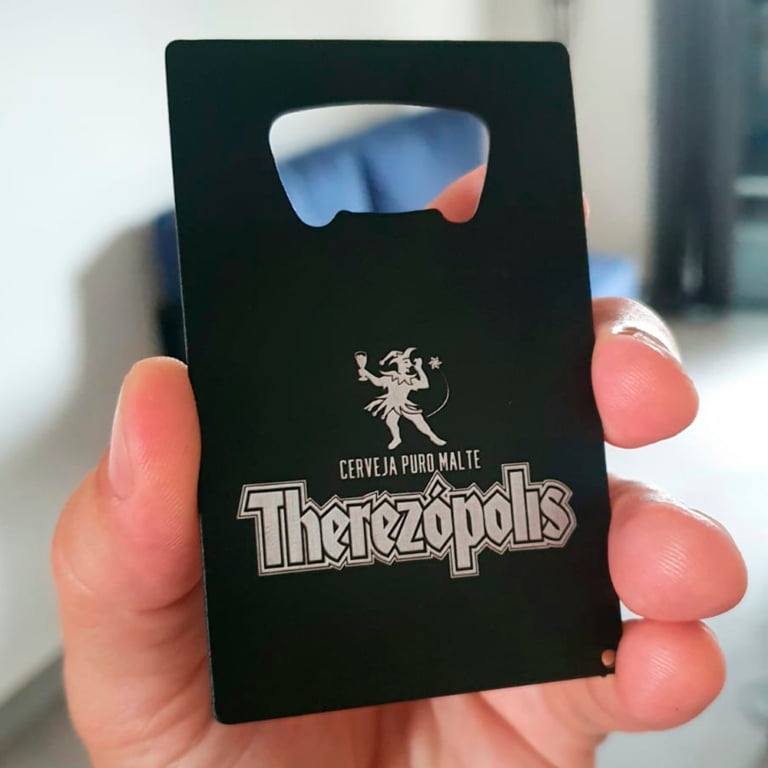 CERVEJA PURO MALTE
Therezópolis